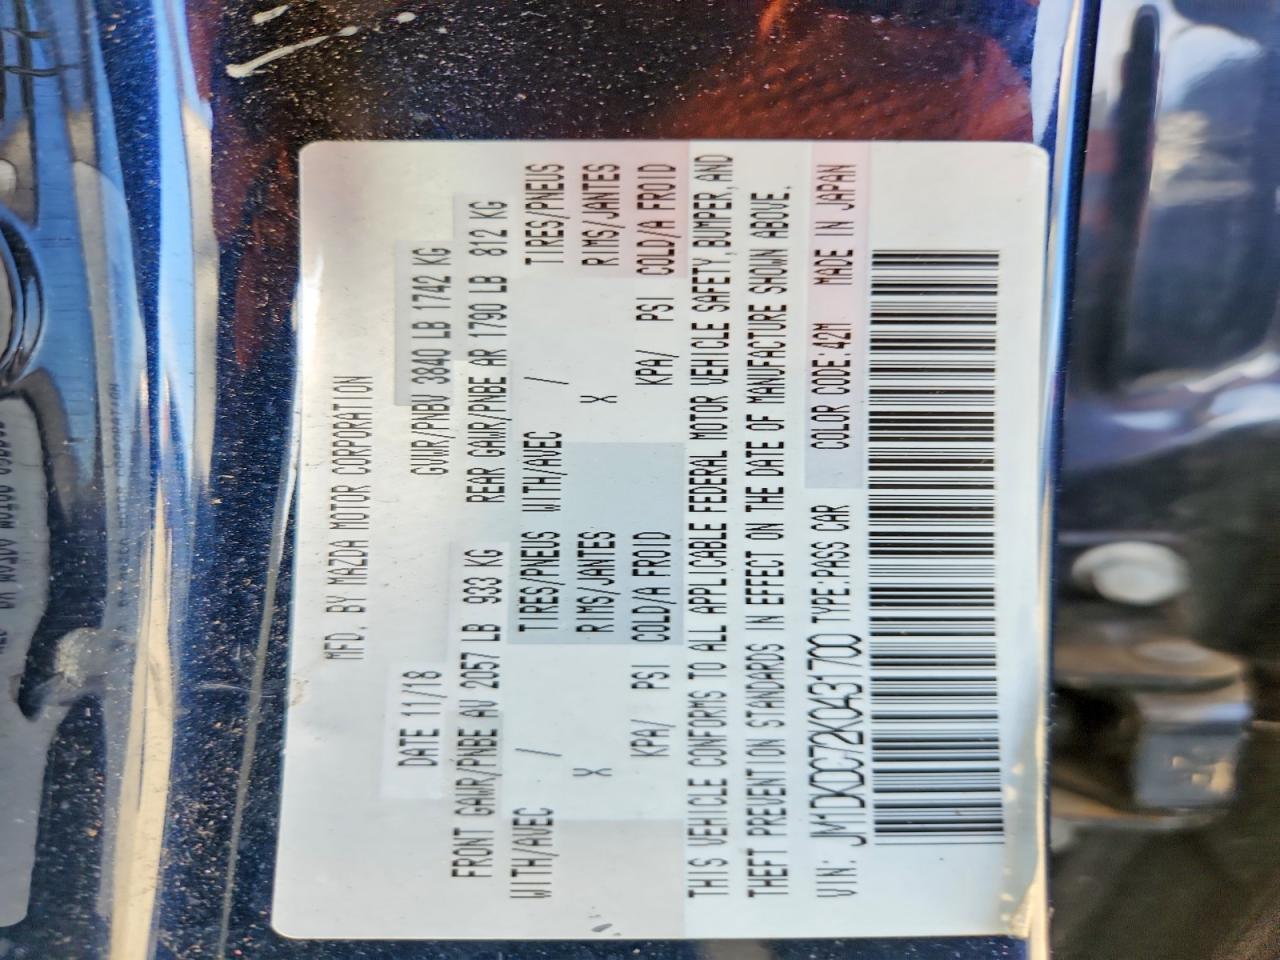 MFD. BY MAZDA MOTOR CORPORATION
DATE 11/18 GVWR/PNBV 3840 LB 1742 KG
FRONT GAWR/PNBE AV 2057 LB 933 KG REAR GAWR/PNBE AR 1790 LB 812 KG
WITH/AVEC / TIRES/PNEUS WITH/AVEC / TIRES/PNEUS
X RIMS/JANTES X RIMS/JANTES
KPA/ PSI COLD/A FROID KPA/ PSI COLD/A FROID
THIS VEHICLE CONFORMS TO ALL APPLICABLE FEDERAL MOTOR VEHICLE SAFETY, BUMPER, AND
THEFT PREVENTION STANDARDS IN EFFECT ON THE DATE OF MANUFACTURE SHOWN ABOVE.
VIN: JM1DKDC72K0431700 TYPE:PASS CAR COLOR CODE:42M MADE IN JAPAN